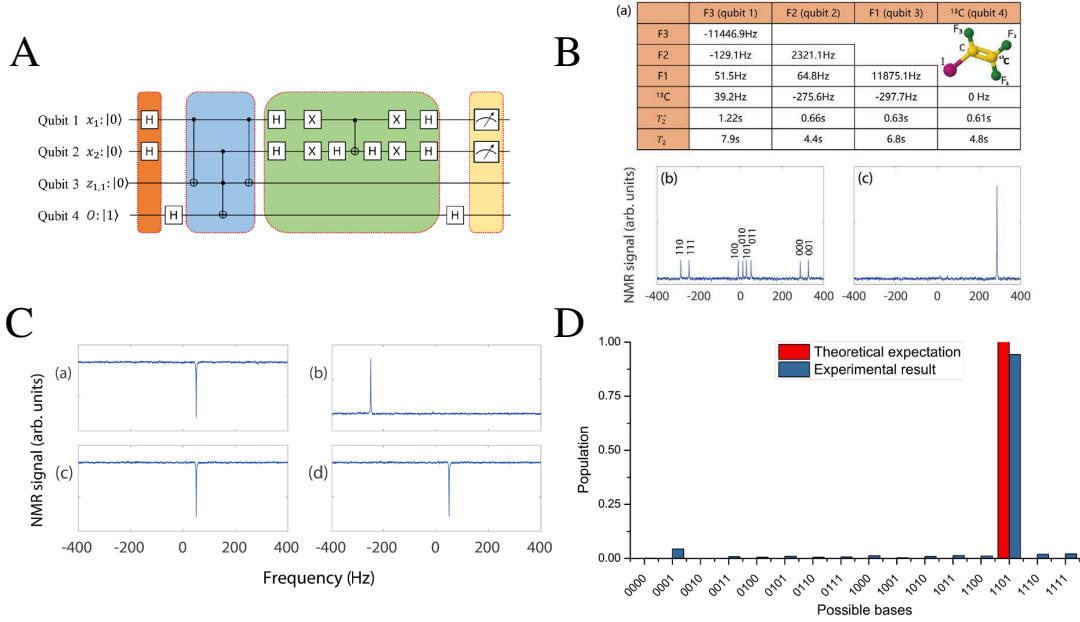 A
Qubit 1 x₁:|0⟩ H H X X H
Qubit 2 x₂:|0⟩ H H X H H X H
Qubit 3 z₁,₁:|0⟩
Qubit 4 O:|1⟩ H H
B
(a)
F3 (qubit 1) F2 (qubit 2) F1 (qubit 3) ¹³C (qubit 4)
F3 -11446.9Hz
F2 -129.1Hz 2321.1Hz
F1 51.5Hz 64.8Hz 11875.1Hz
¹³C 39.2Hz -275.6Hz -297.7Hz 0 Hz
T₂* 1.22s 0.66s 0.63s 0.61s
T₂ 7.9s 4.4s 6.8s 4.8s
F₃ F₂
C ¹³C
I
F₁
NMR signal (arb. units)
(b)
110 111 100 010 101 011 000 001
-400 -200 0 200 400
(c)
-400 -200 0 200 400
C
NMR signal (arb. units)
(a) (b)
(c) (d)
-400 -200 0 200 400
-400 -200 0 200 400
Frequency (Hz)
D
Theoretical expectation
Experimental result
Population
1.00
0.75
0.50
0.25
0.00
0000 0001 0010 0011 0100 0101 0110 0111 1000 1001 1010 1011 1100 1101 1110 1111
Possible bases